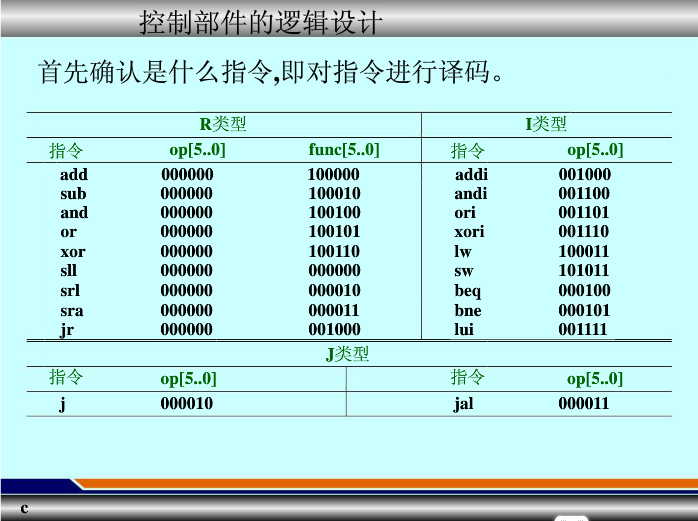 控制部件的逻辑设计
首先确认是什么指令,即对指令进行译码。
R类型 I类型
指令 op[5..0] func[5..0] 指令 op[5..0]
add 000000 100000 addi 001000
sub 000000 100010 andi 001100
and 000000 100100 ori 001101
or 000000 100101 xori 001110
xor 000000 100110 lw 100011
sll 000000 000000 sw 101011
srl 000000 000010 beq 000100
sra 000000 000011 bne 000101
jr 000000 001000 lui 001111
J类型
指令 op[5..0] 指令 op[5..0]
j 000010 jal 000011
c